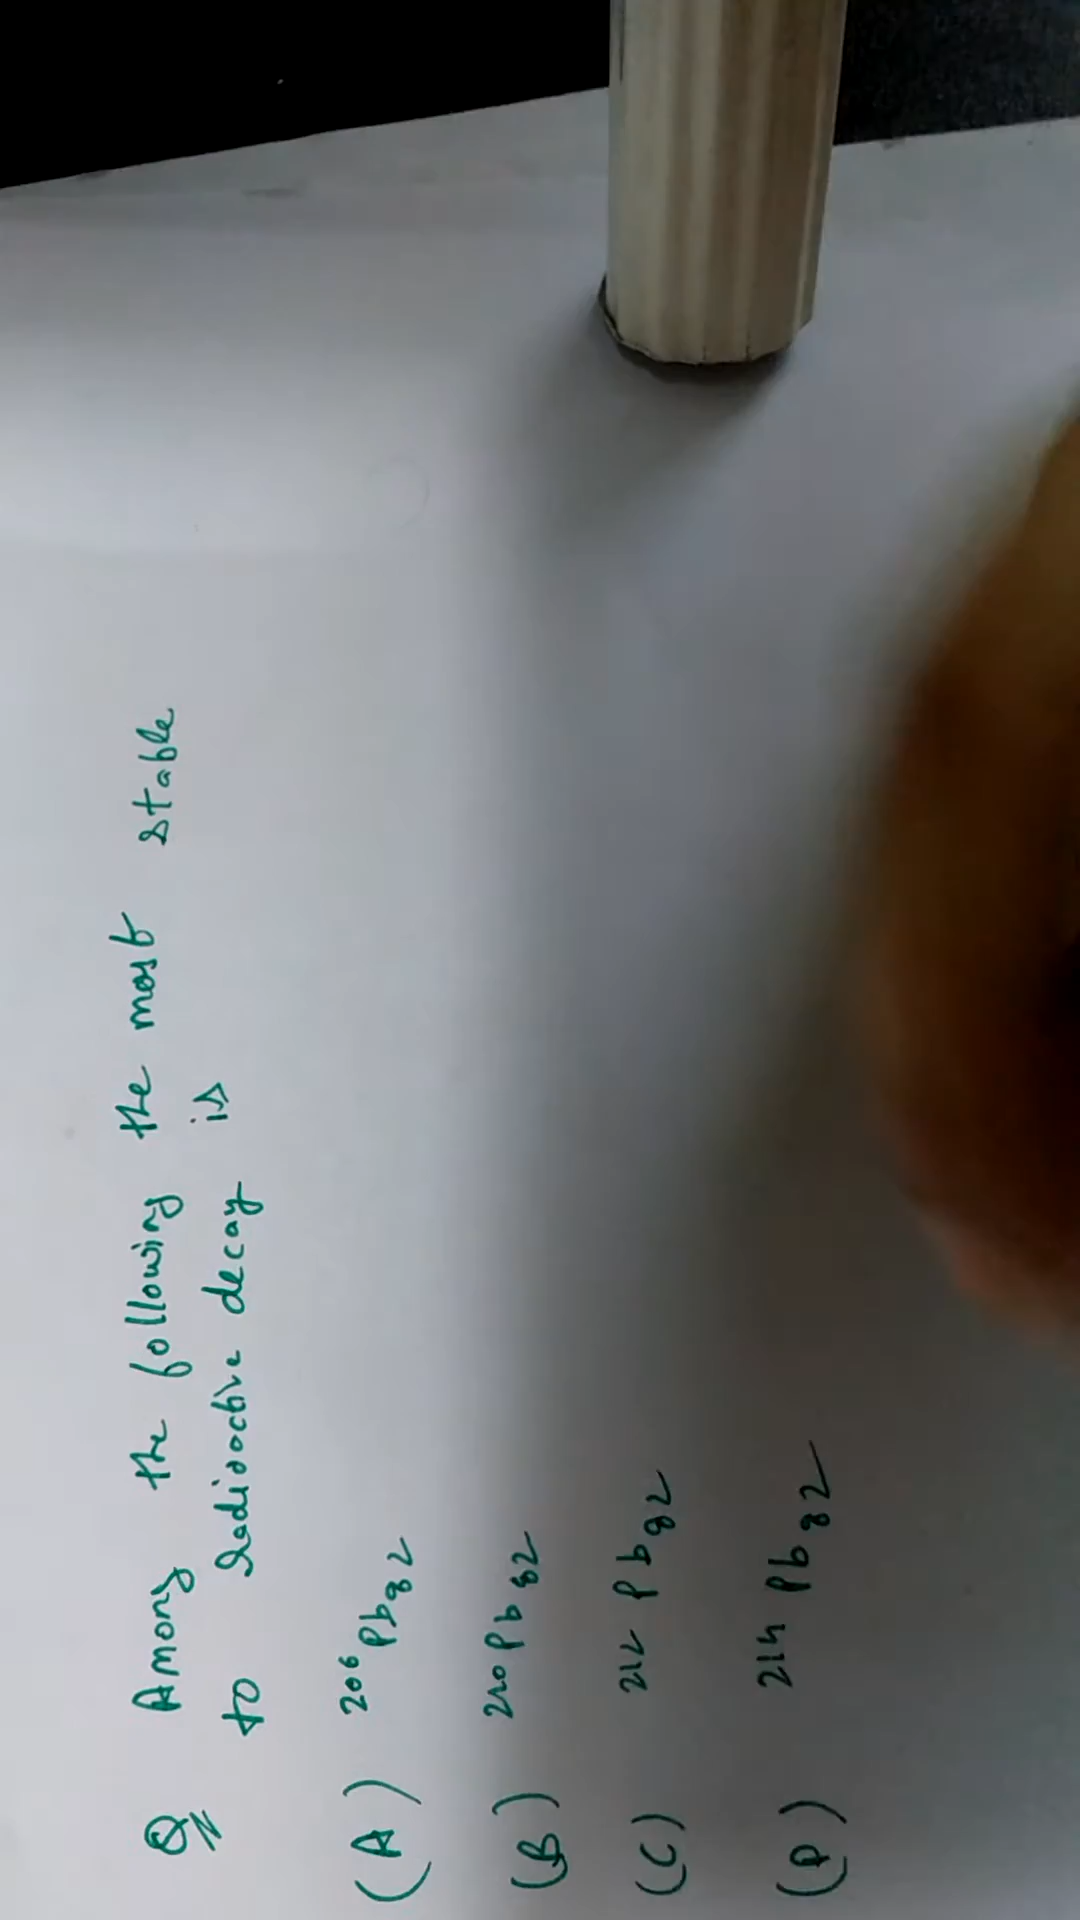 Q Among the following the most stable
to radioactive decay is
(A) ²⁰⁶Pb₈₂
(B) ²¹⁰Pb₈₂
(C) ²¹²Pb₈₂
(D) ²¹⁴Pb₈₂